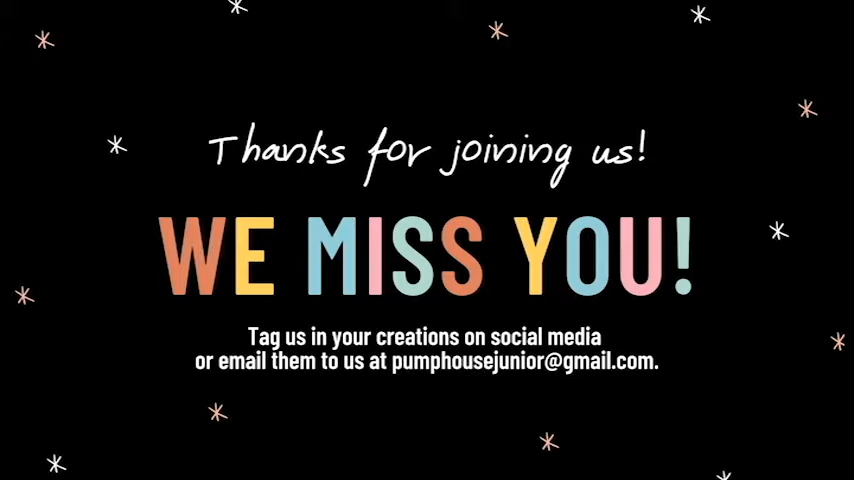 Thanks for joining us!
WE MISS YOU!
Tag us in your creations on social media
or email them to us at pumphousejunior@gmail.com.